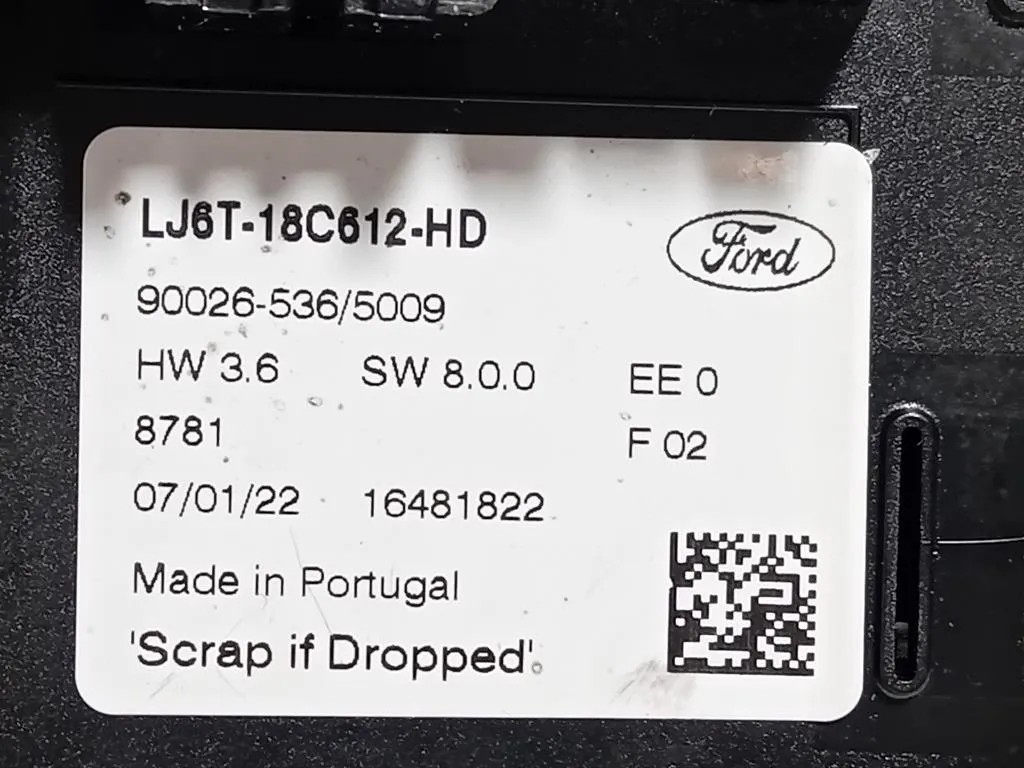 LJ6T-18C612-HD
Ford
90026-536/5009
HW 3.6 SW 8.0.0 EE 0
8781 F 02
07/01/22 16481822
Made in Portugal
'Scrap if Dropped'